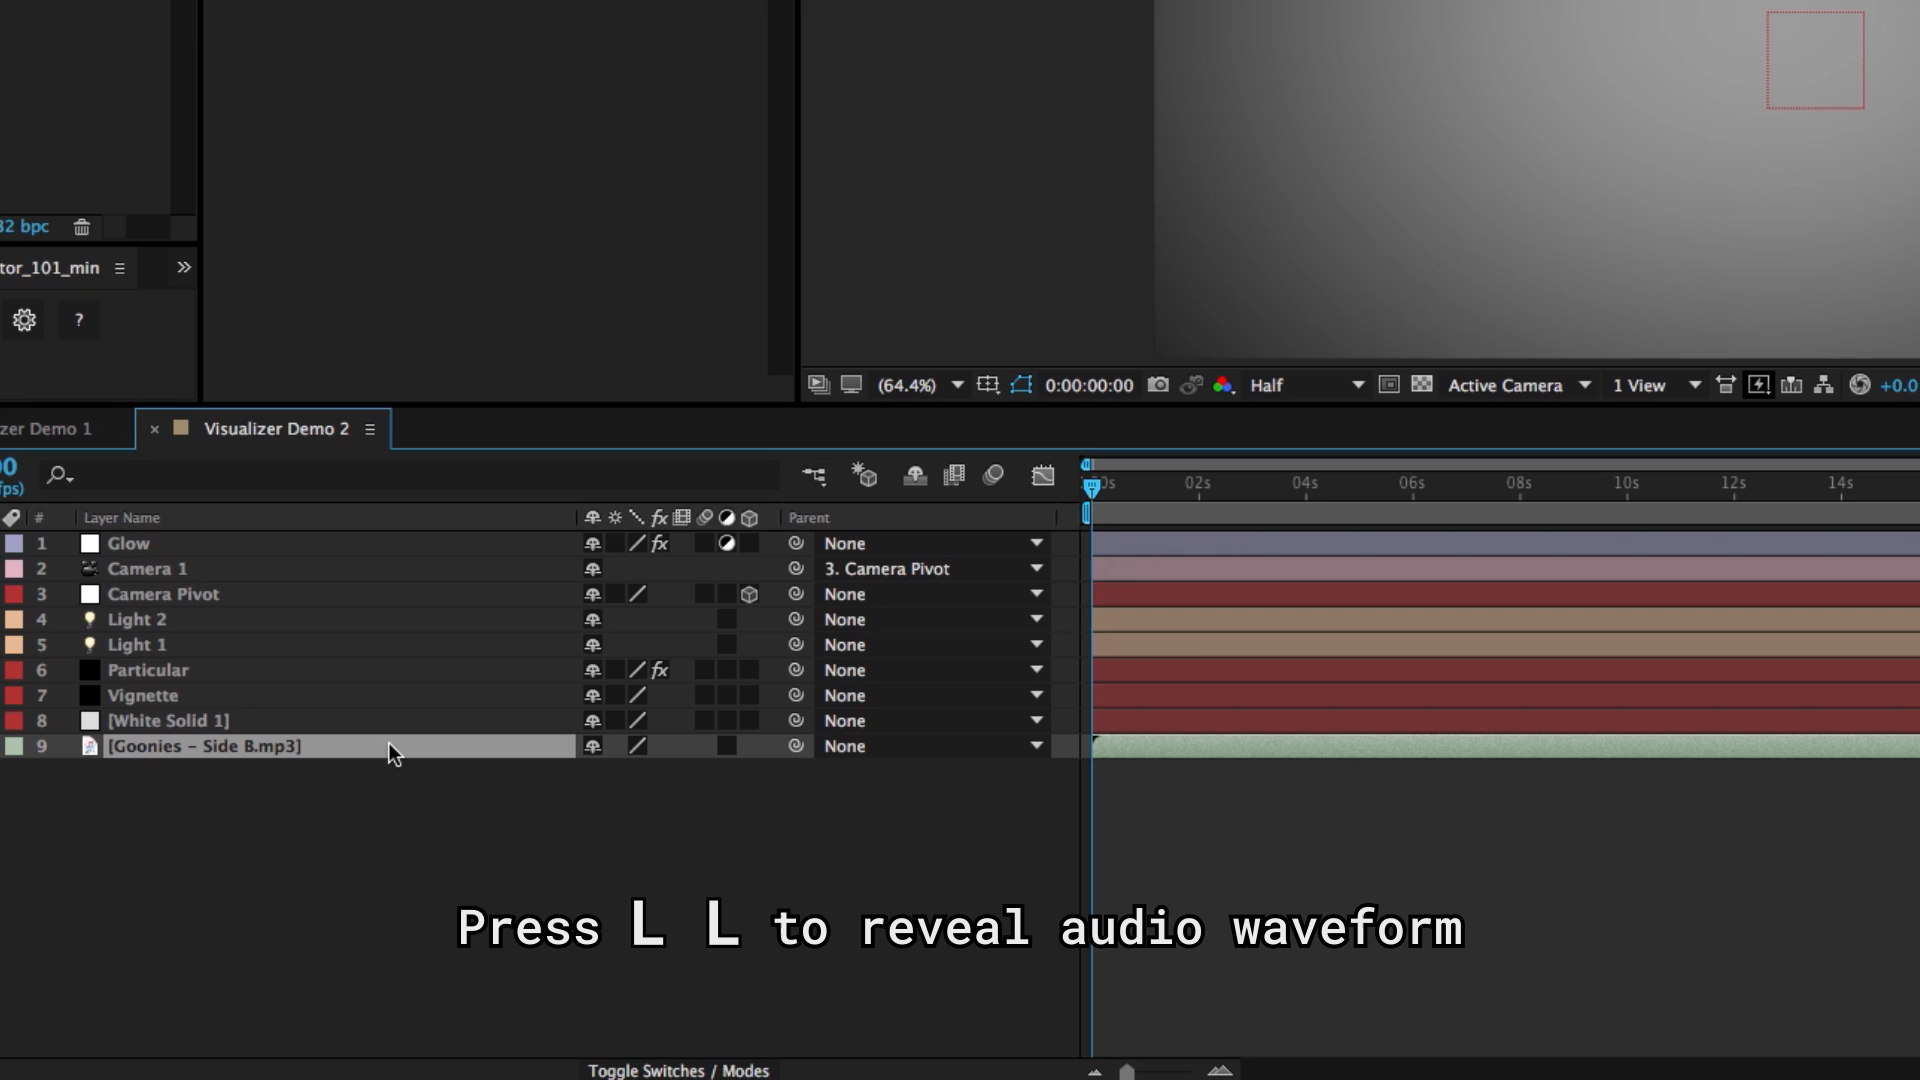 32 bpc
tor_101_min
?
(64.4%)
0:00:00:00
Half
Active Camera
1 View
+0.0
zer Demo 1
× Visualizer Demo 2
00
fps)
02s 04s 06s 08s 10s 12s 14s
# Layer Name fx Parent
1 Glow fx None
2 Camera 1 3. Camera Pivot
3 Camera Pivot None
4 Light 2 None
5 Light 1 None
6 Particular fx None
7 Vignette None
8 [White Solid 1] None
9 [Goonies - Side B.mp3] None
Press L L to reveal audio waveform
Toggle Switches / Modes